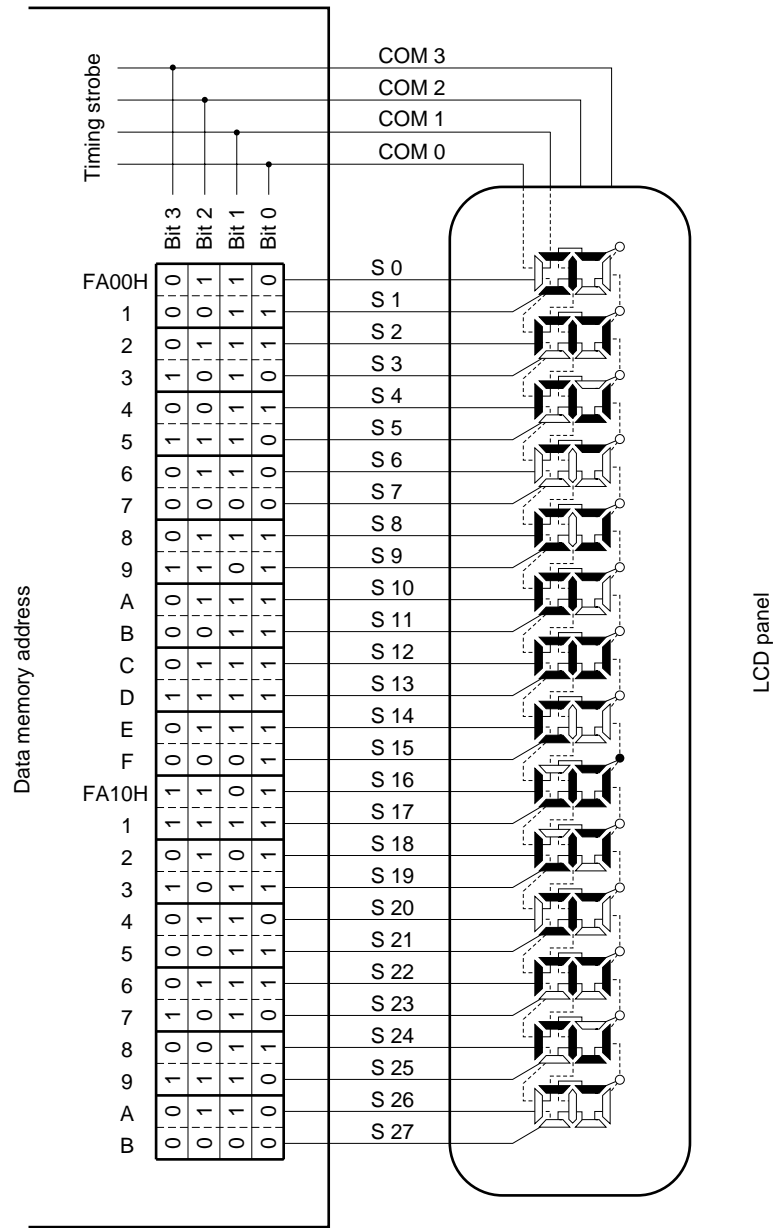 COM 3
COM 2
COM 1
COM 0
Timing strobe
Bit 3
Bit 2
Bit 1
Bit 0
Data memory address
LCD panel
FA00H 0 1 1 0 S 0
1 0 0 1 1 S 1
2 0 1 1 1 S 2
3 1 0 1 0 S 3
4 0 0 1 1 S 4
5 1 1 1 0 S 5
6 0 1 1 0 S 6
7 0 0 0 0 S 7
8 0 1 1 1 S 8
9 1 1 0 1 S 9
A 0 1 1 1 S 10
B 0 0 1 1 S 11
C 0 1 1 1 S 12
D 1 1 1 1 S 13
E 0 1 1 1 S 14
F 0 0 0 1 S 15
FA10H 1 1 0 1 S 16
1 1 1 1 1 S 17
2 0 1 0 1 S 18
3 1 0 1 1 S 19
4 0 1 1 0 S 20
5 0 0 1 1 S 21
6 0 1 1 1 S 22
7 1 0 1 0 S 23
8 0 0 1 1 S 24
9 1 1 1 0 S 25
A 0 1 1 0 S 26
B 0 0 0 0 S 27